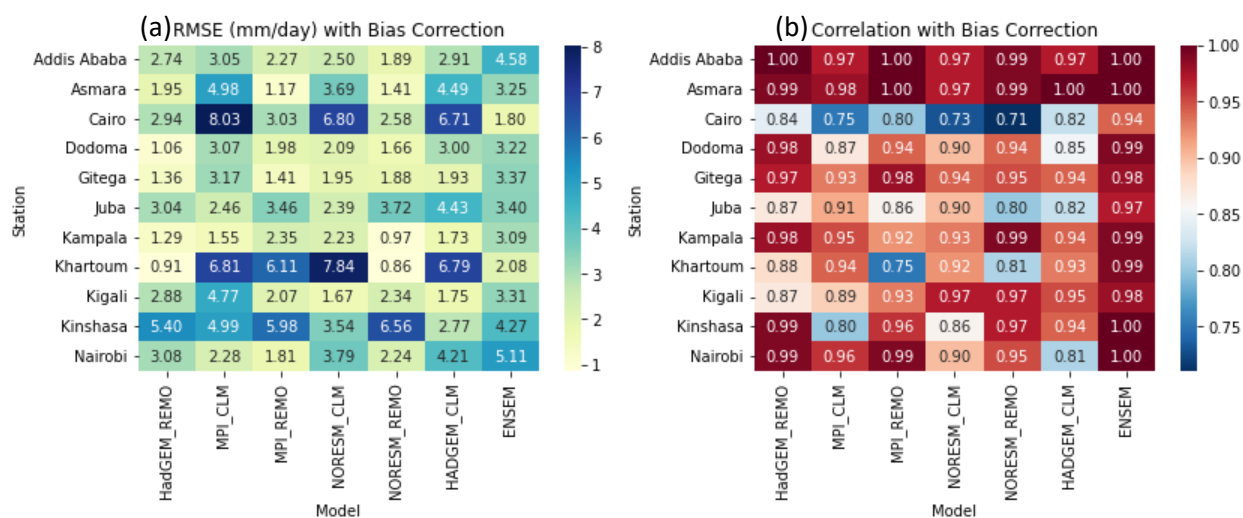 (a) RMSE (mm/day) with Bias Correction
Station
Addis Ababa 2.74 3.05 2.27 2.50 1.89 2.91 4.58
Asmara 1.95 4.98 1.17 3.69 1.41 4.49 3.25
Cairo 2.94 8.03 3.03 6.80 2.58 6.71 1.80
Dodoma 1.06 3.07 1.98 2.09 1.66 3.00 3.22
Gitega 1.36 3.17 1.41 1.95 1.88 1.93 3.37
Juba 3.04 2.46 3.46 2.39 3.72 4.43 3.40
Kampala 1.29 1.55 2.35 2.23 0.97 1.73 3.09
Khartoum 0.91 6.81 6.11 7.84 0.86 6.79 2.08
Kigali 2.88 4.77 2.07 1.67 2.34 1.75 3.31
Kinshasa 5.40 4.99 5.98 3.54 6.56 2.77 4.27
Nairobi 3.08 2.28 1.81 3.79 2.24 4.21 5.11
HadGEM_REMO
MPI_CLM
MPI_REMO
NORESM_CLM
NORESM_REMO
HADGEM_CLM
ENSEM
Model
8
7
6
5
4
3
2
1
(b) Correlation with Bias Correction
Station
Addis Ababa 1.00 0.97 1.00 0.97 0.99 0.97 1.00
Asmara 0.99 0.98 1.00 0.97 0.99 1.00 1.00
Cairo 0.84 0.75 0.80 0.73 0.71 0.82 0.94
Dodoma 0.98 0.87 0.94 0.90 0.94 0.85 0.99
Gitega 0.97 0.93 0.98 0.94 0.95 0.94 0.98
Juba 0.87 0.91 0.86 0.90 0.80 0.82 0.97
Kampala 0.98 0.95 0.92 0.93 0.99 0.94 0.99
Khartoum 0.88 0.94 0.75 0.92 0.81 0.93 0.99
Kigali 0.87 0.89 0.93 0.97 0.97 0.95 0.98
Kinshasa 0.99 0.80 0.96 0.86 0.97 0.94 1.00
Nairobi 0.99 0.96 0.99 0.90 0.95 0.81 1.00
HadGEM_REMO
MPI_CLM
MPI_REMO
NORESM_CLM
NORESM_REMO
HADGEM_CLM
ENSEM
Model
1.00
0.95
0.90
0.85
0.80
0.75